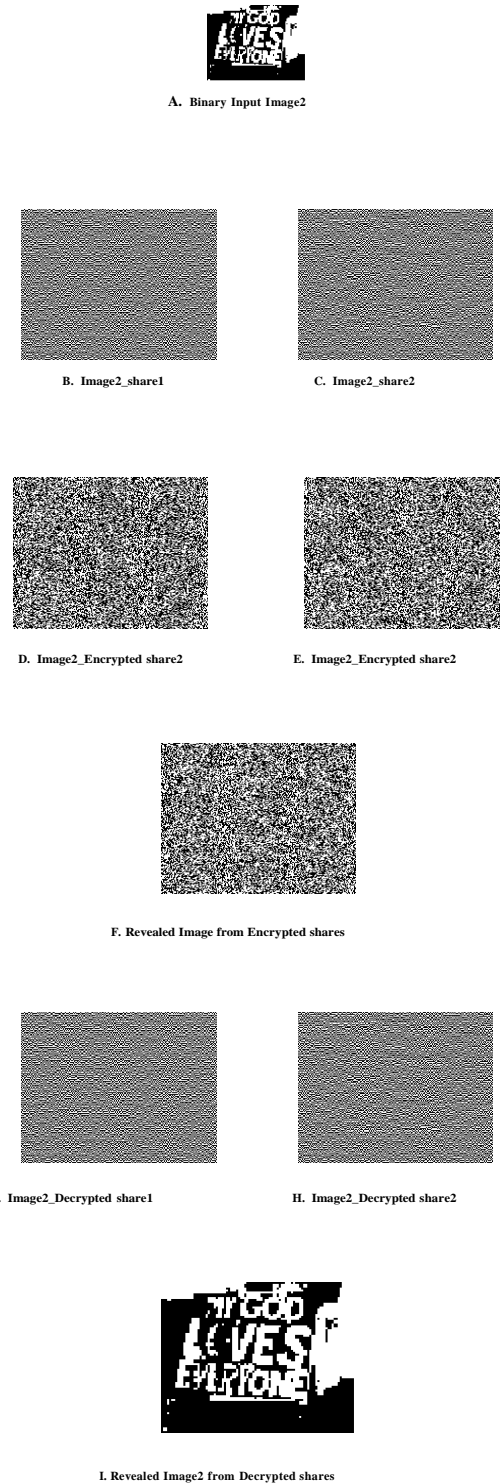 MY GOD
LOVES
EVERYONE
A. Binary Input Image2
B. Image2_share1
C. Image2_share2
D. Image2_Encrypted share2
E. Image2_Encrypted share2
F. Revealed Image from Encrypted shares
. Image2_Decrypted share1
H. Image2_Decrypted share2
MY GOD
LOVES
EVERYONE
I. Revealed Image2 from Decrypted shares